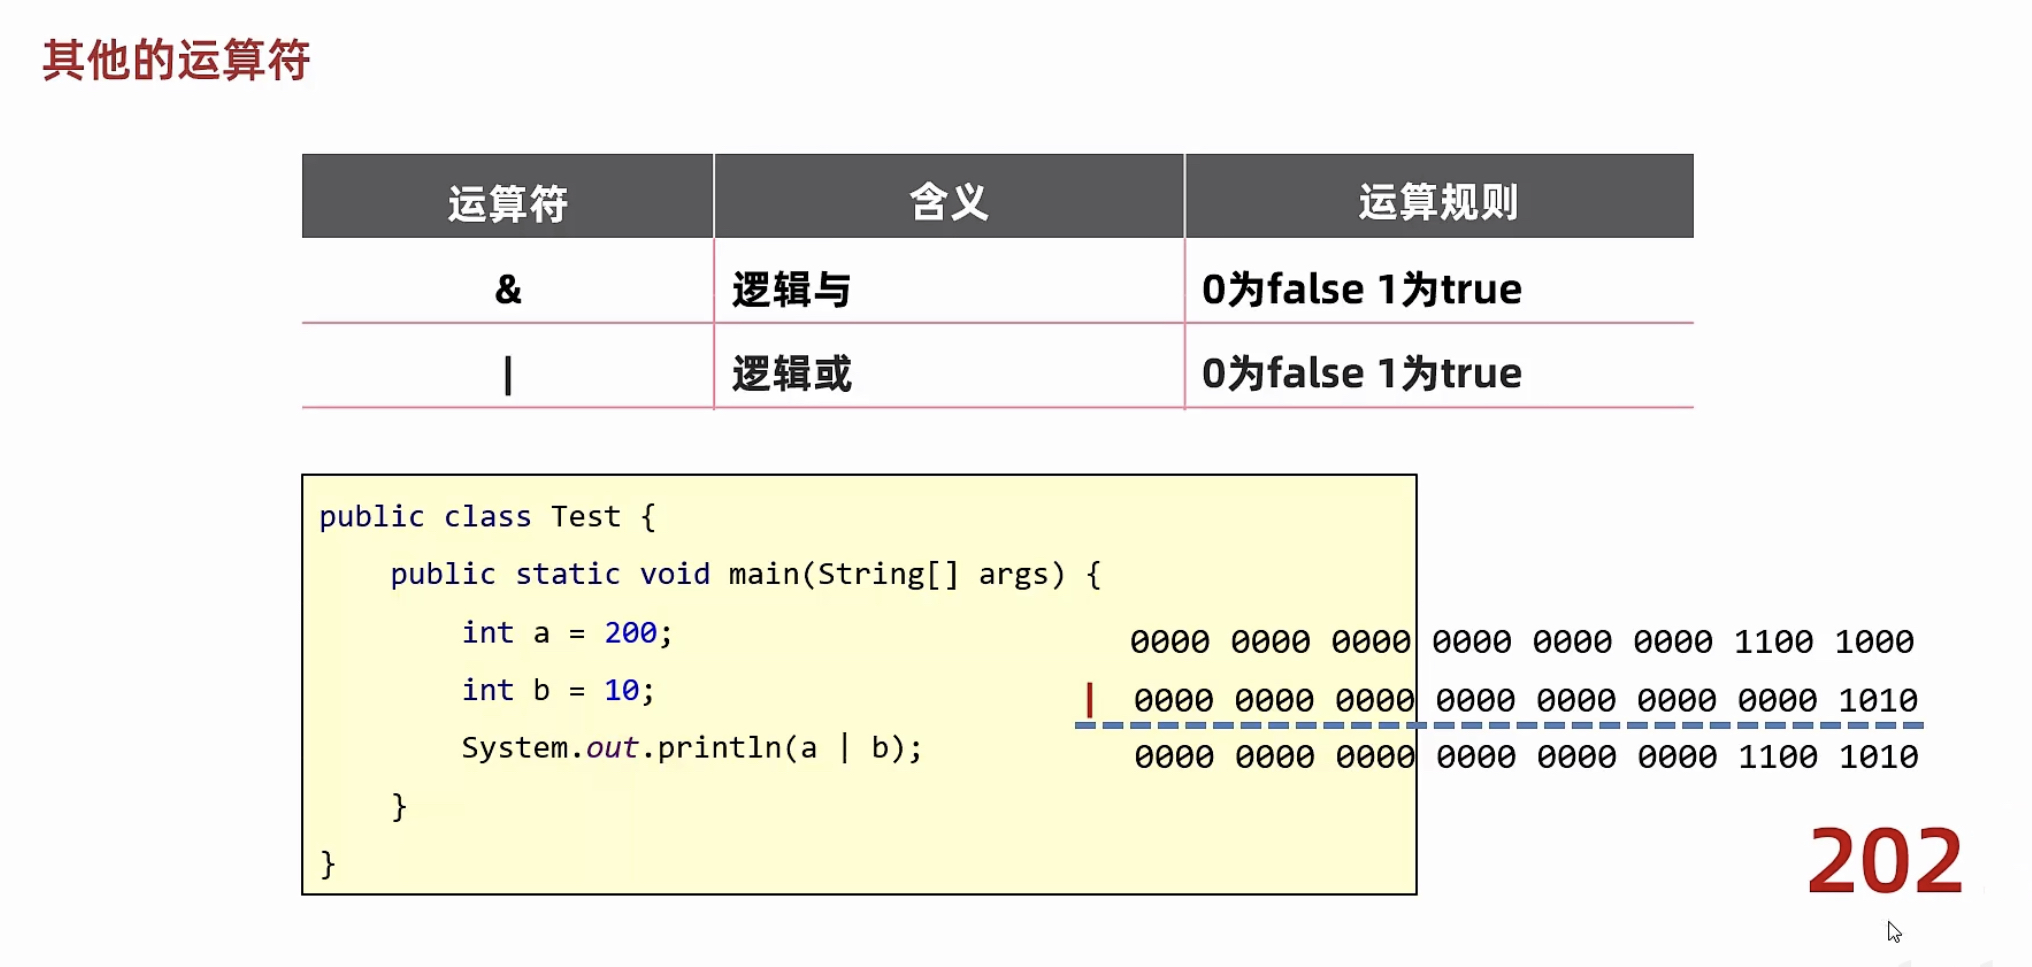 其他的运算符
运算符 含义 运算规则
& 逻辑与 0为false 1为true
| 逻辑或 0为false 1为true
public class Test {
public static void main(String[] args) {
int a = 200;
int b = 10;
System.out.println(a | b);
}
}
0000 0000 0000 0000 0000 0000 1100 1000
| 0000 0000 0000 0000 0000 0000 0000 1010
0000 0000 0000 0000 0000 0000 1100 1010
202